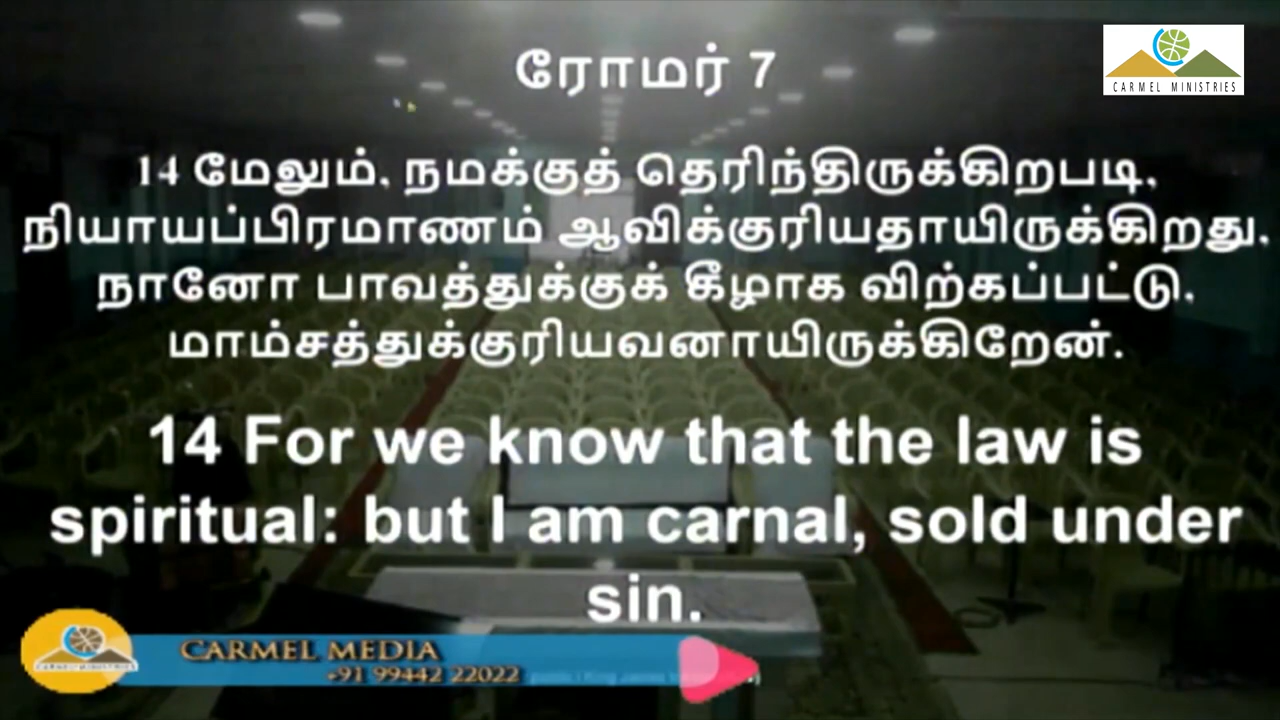 ரோமர் 7
CARMEL MINISTRIES
14 மேலும், நமக்குத் தெரிந்திருக்கிறபடி,
நியாயப்பிரமாணம் ஆவிக்குரியதாயிருக்கிறது,
நானோ பாவத்துக்குக் கீழாக விற்கப்பட்டு,
மாம்சத்துக்குரியவனாயிருக்கிறேன்.
14 For we know that the law is
spiritual: but I am carnal, sold under
sin.
CARMEL MEDIA
CARMEL MINISTRIES
+91 99442 22022